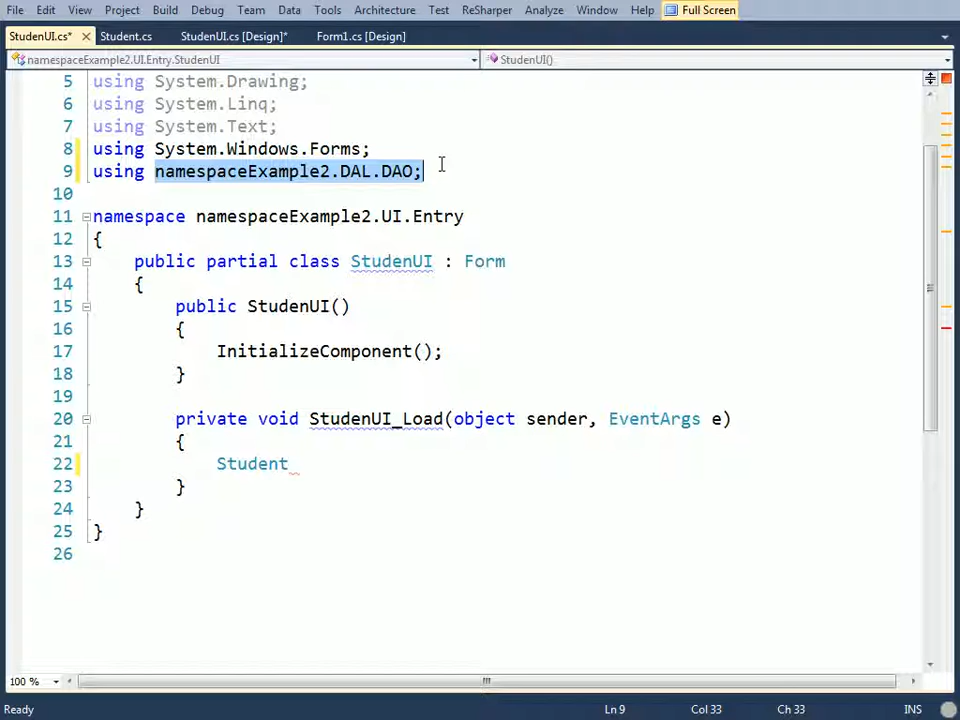 File Edit View Project Build Debug Team Data Tools Architecture Test ReSharper Analyze Window Help Full Screen
StudenUI.cs* Student.cs StudenUI.cs [Design]* Form1.cs [Design]
namespaceExample2.UI.Entry.StudenUI StudenUI()
5 using System.Drawing;
6 using System.Linq;
7 using System.Text;
8 using System.Windows.Forms;
9 using namespaceExample2.DAL.DAO;
10
11 namespace namespaceExample2.UI.Entry
12 {
13 public partial class StudenUI : Form
14 {
15 public StudenUI()
16 {
17 InitializeComponent();
18 }
19
20 private void StudenUI_Load(object sender, EventArgs e)
21 {
22 Student
23 }
24 }
25 }
26
100 %
Ready Ln 9 Col 33 Ch 33 INS